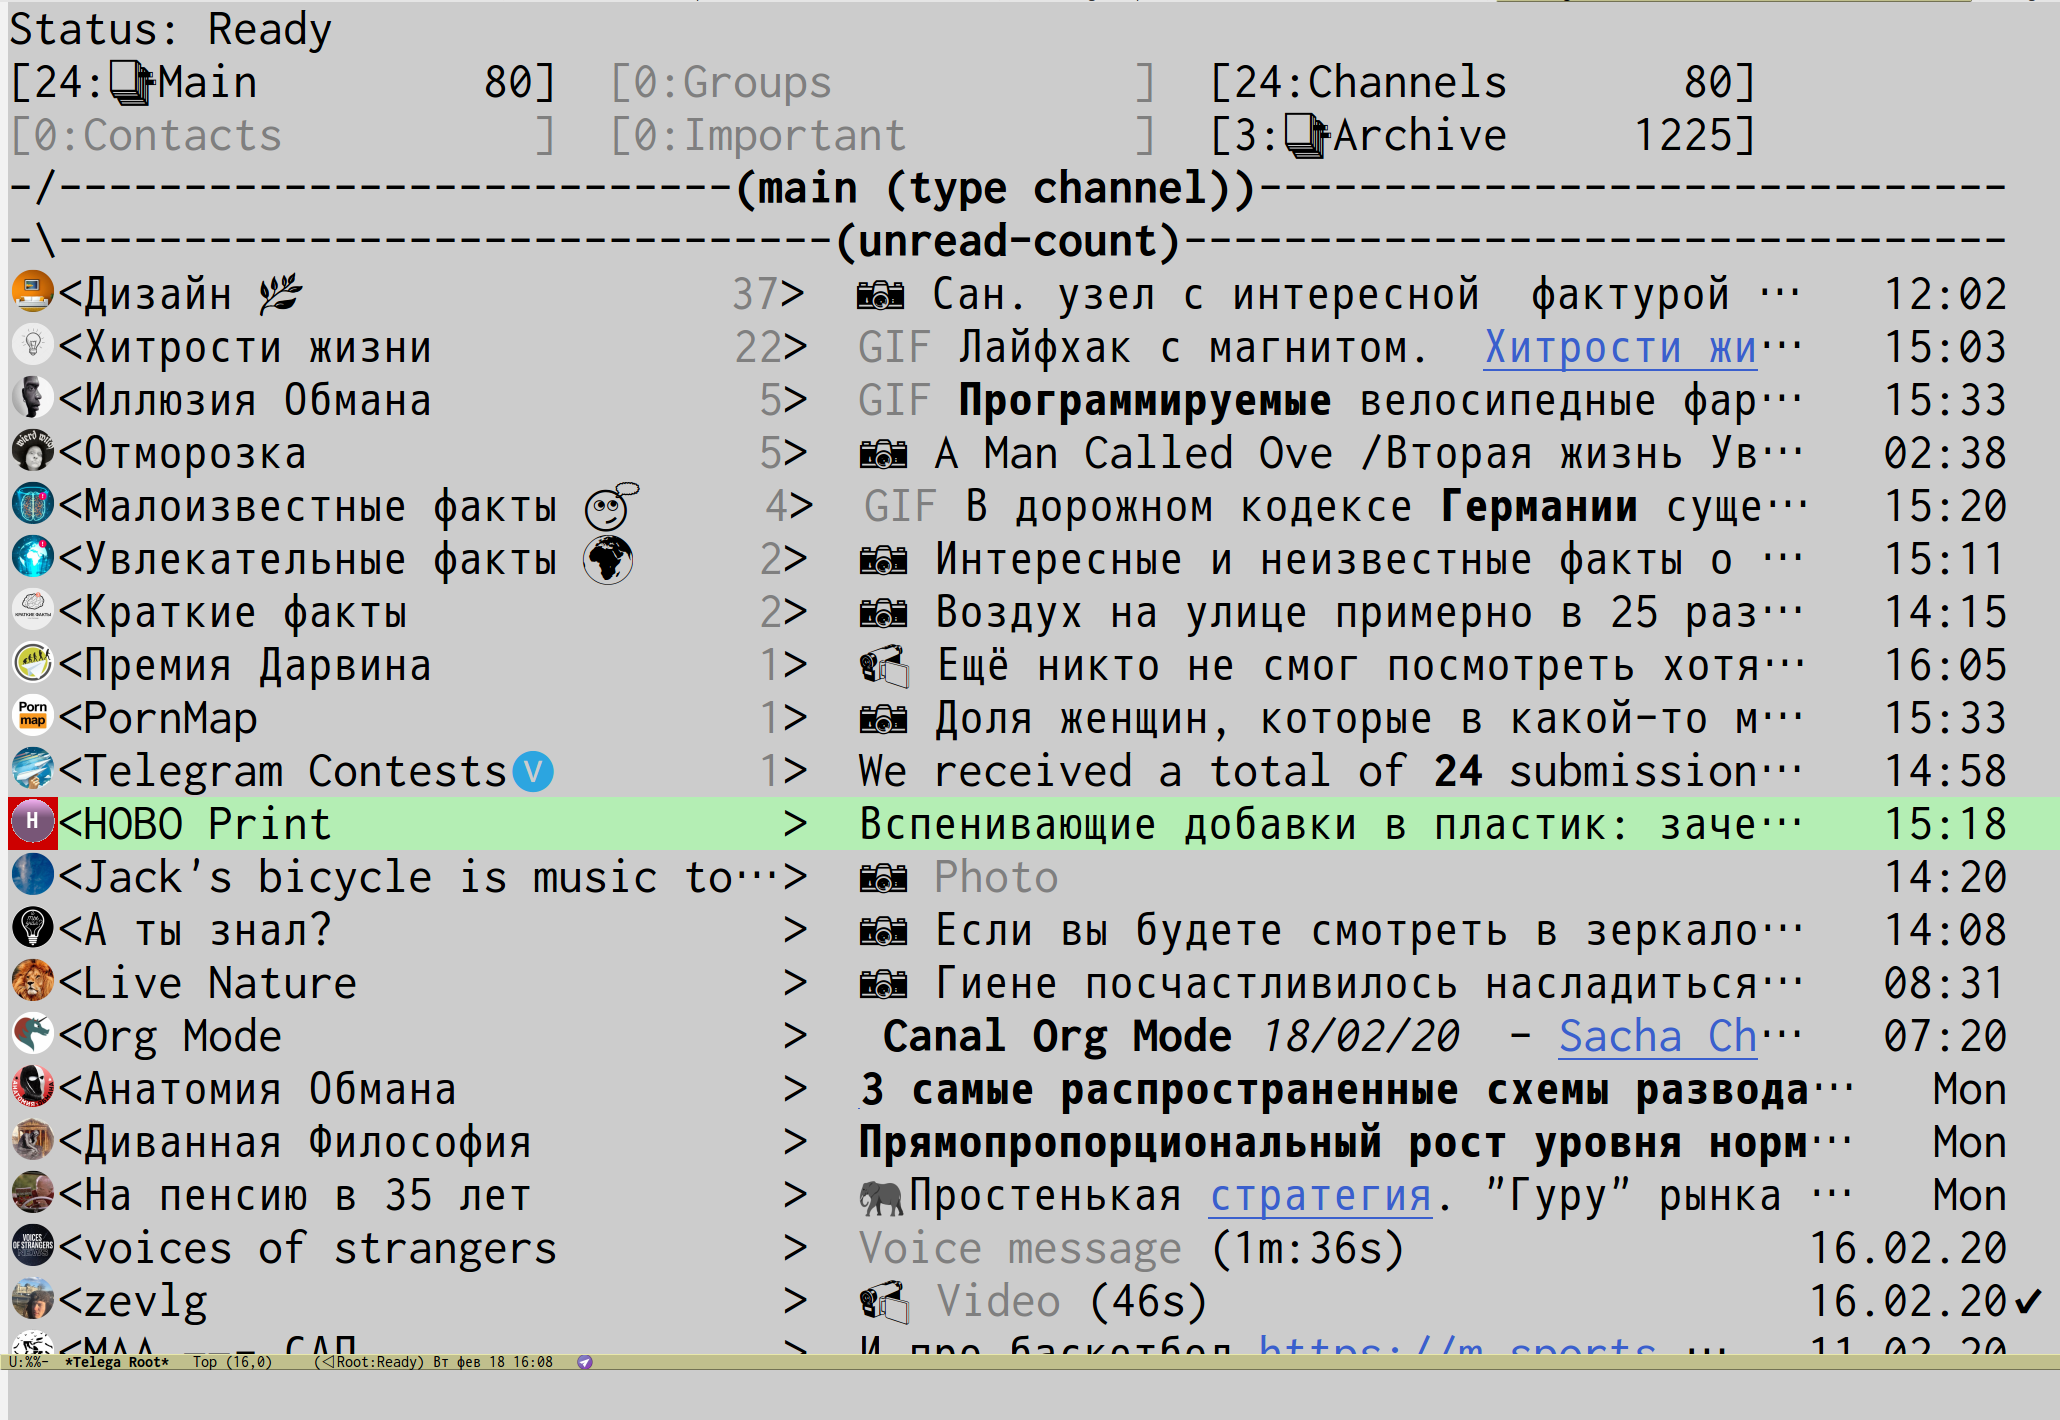 Status: Ready
[24:Main 80] [0:Groups ] [24:Channels 80]
[0:Contacts ] [0:Important ] [3:Archive 1225]
-/---------------------------(main (type channel))------------------------------
-\-------------------------------(unread-count)---------------------------------
<Дизайн 37> Сан. узел с интересной фактурой ⋯ 12:02
<Хитрости жизни 22> GIF Лайфхак с магнитом. Хитрости жи⋯ 15:03
<Иллюзия Обмана 5> GIF Программируемые велосипедные фар⋯ 15:33
<Отморозка 5> A Man Called Ove /Вторая жизнь Ув⋯ 02:38
<Малоизвестные факты 4> GIF В дорожном кодексе Германии суще⋯ 15:20
<Увлекательные факты 2> Интересные и неизвестные факты о ⋯ 15:11
<Краткие факты 2> Воздух на улице примерно в 25 раз⋯ 14:15
<Премия Дарвина 1> Ещё никто не смог посмотреть хотя⋯ 16:05
Porn map <PornMap 1> Доля женщин, которые в какой-то м⋯ 15:33
<Telegram Contests V 1> We received a total of 24 submission⋯ 14:58
H <НОВО Print > Вспенивающие добавки в пластик: заче⋯ 15:18
<Jack's bicycle is music to⋯> Photo 14:20
<А ты знал? > Если вы будете смотреть в зеркало⋯ 14:08
<Live Nature > Гиене посчастливилось насладиться⋯ 08:31
<Org Mode > Canal Org Mode 18/02/20 - Sacha Ch⋯ 07:20
<Анатомия Обмана > 3 самые распространенные схемы развода⋯ Mon
<Диванная Философия > Прямопропорциональный рост уровня норм⋯ Mon
<На пенсию в 35 лет > Простенькая стратегия. "Гуру" рынка ⋯ Mon
VOICES OF STRANGERS NEWS <voices of strangers > Voice message (1m:36s) 16.02.20
<zevlg > Video (46s) 16.02.20✔
> И про баскетбол https://m.sports. ⋯ 11.02.20
U:%%- *Telega Root* Top (16,0) (◁Root:Ready) Вт фев 18 16:08